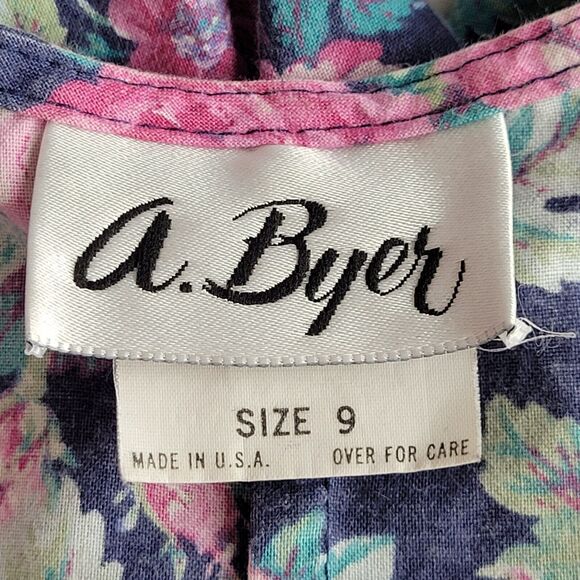 a. Byer
SIZE 9
MADE IN U.S.A. OVER FOR CARE